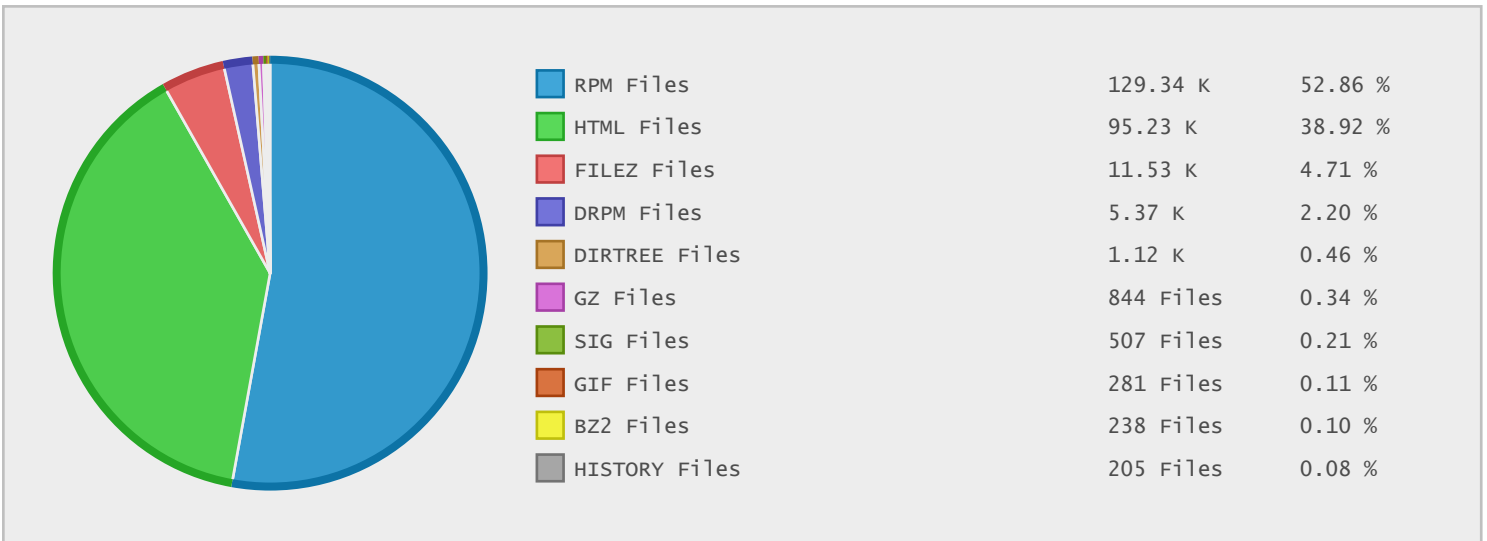 RPM Files 129.34 K 52.86 %
HTML Files 95.23 K 38.92 %
FILEZ Files 11.53 K 4.71 %
DRPM Files 5.37 K 2.20 %
DIRTREE Files 1.12 K 0.46 %
GZ Files 844 Files 0.34 %
SIG Files 507 Files 0.21 %
GIF Files 281 Files 0.11 %
BZ2 Files 238 Files 0.10 %
HISTORY Files 205 Files 0.08 %